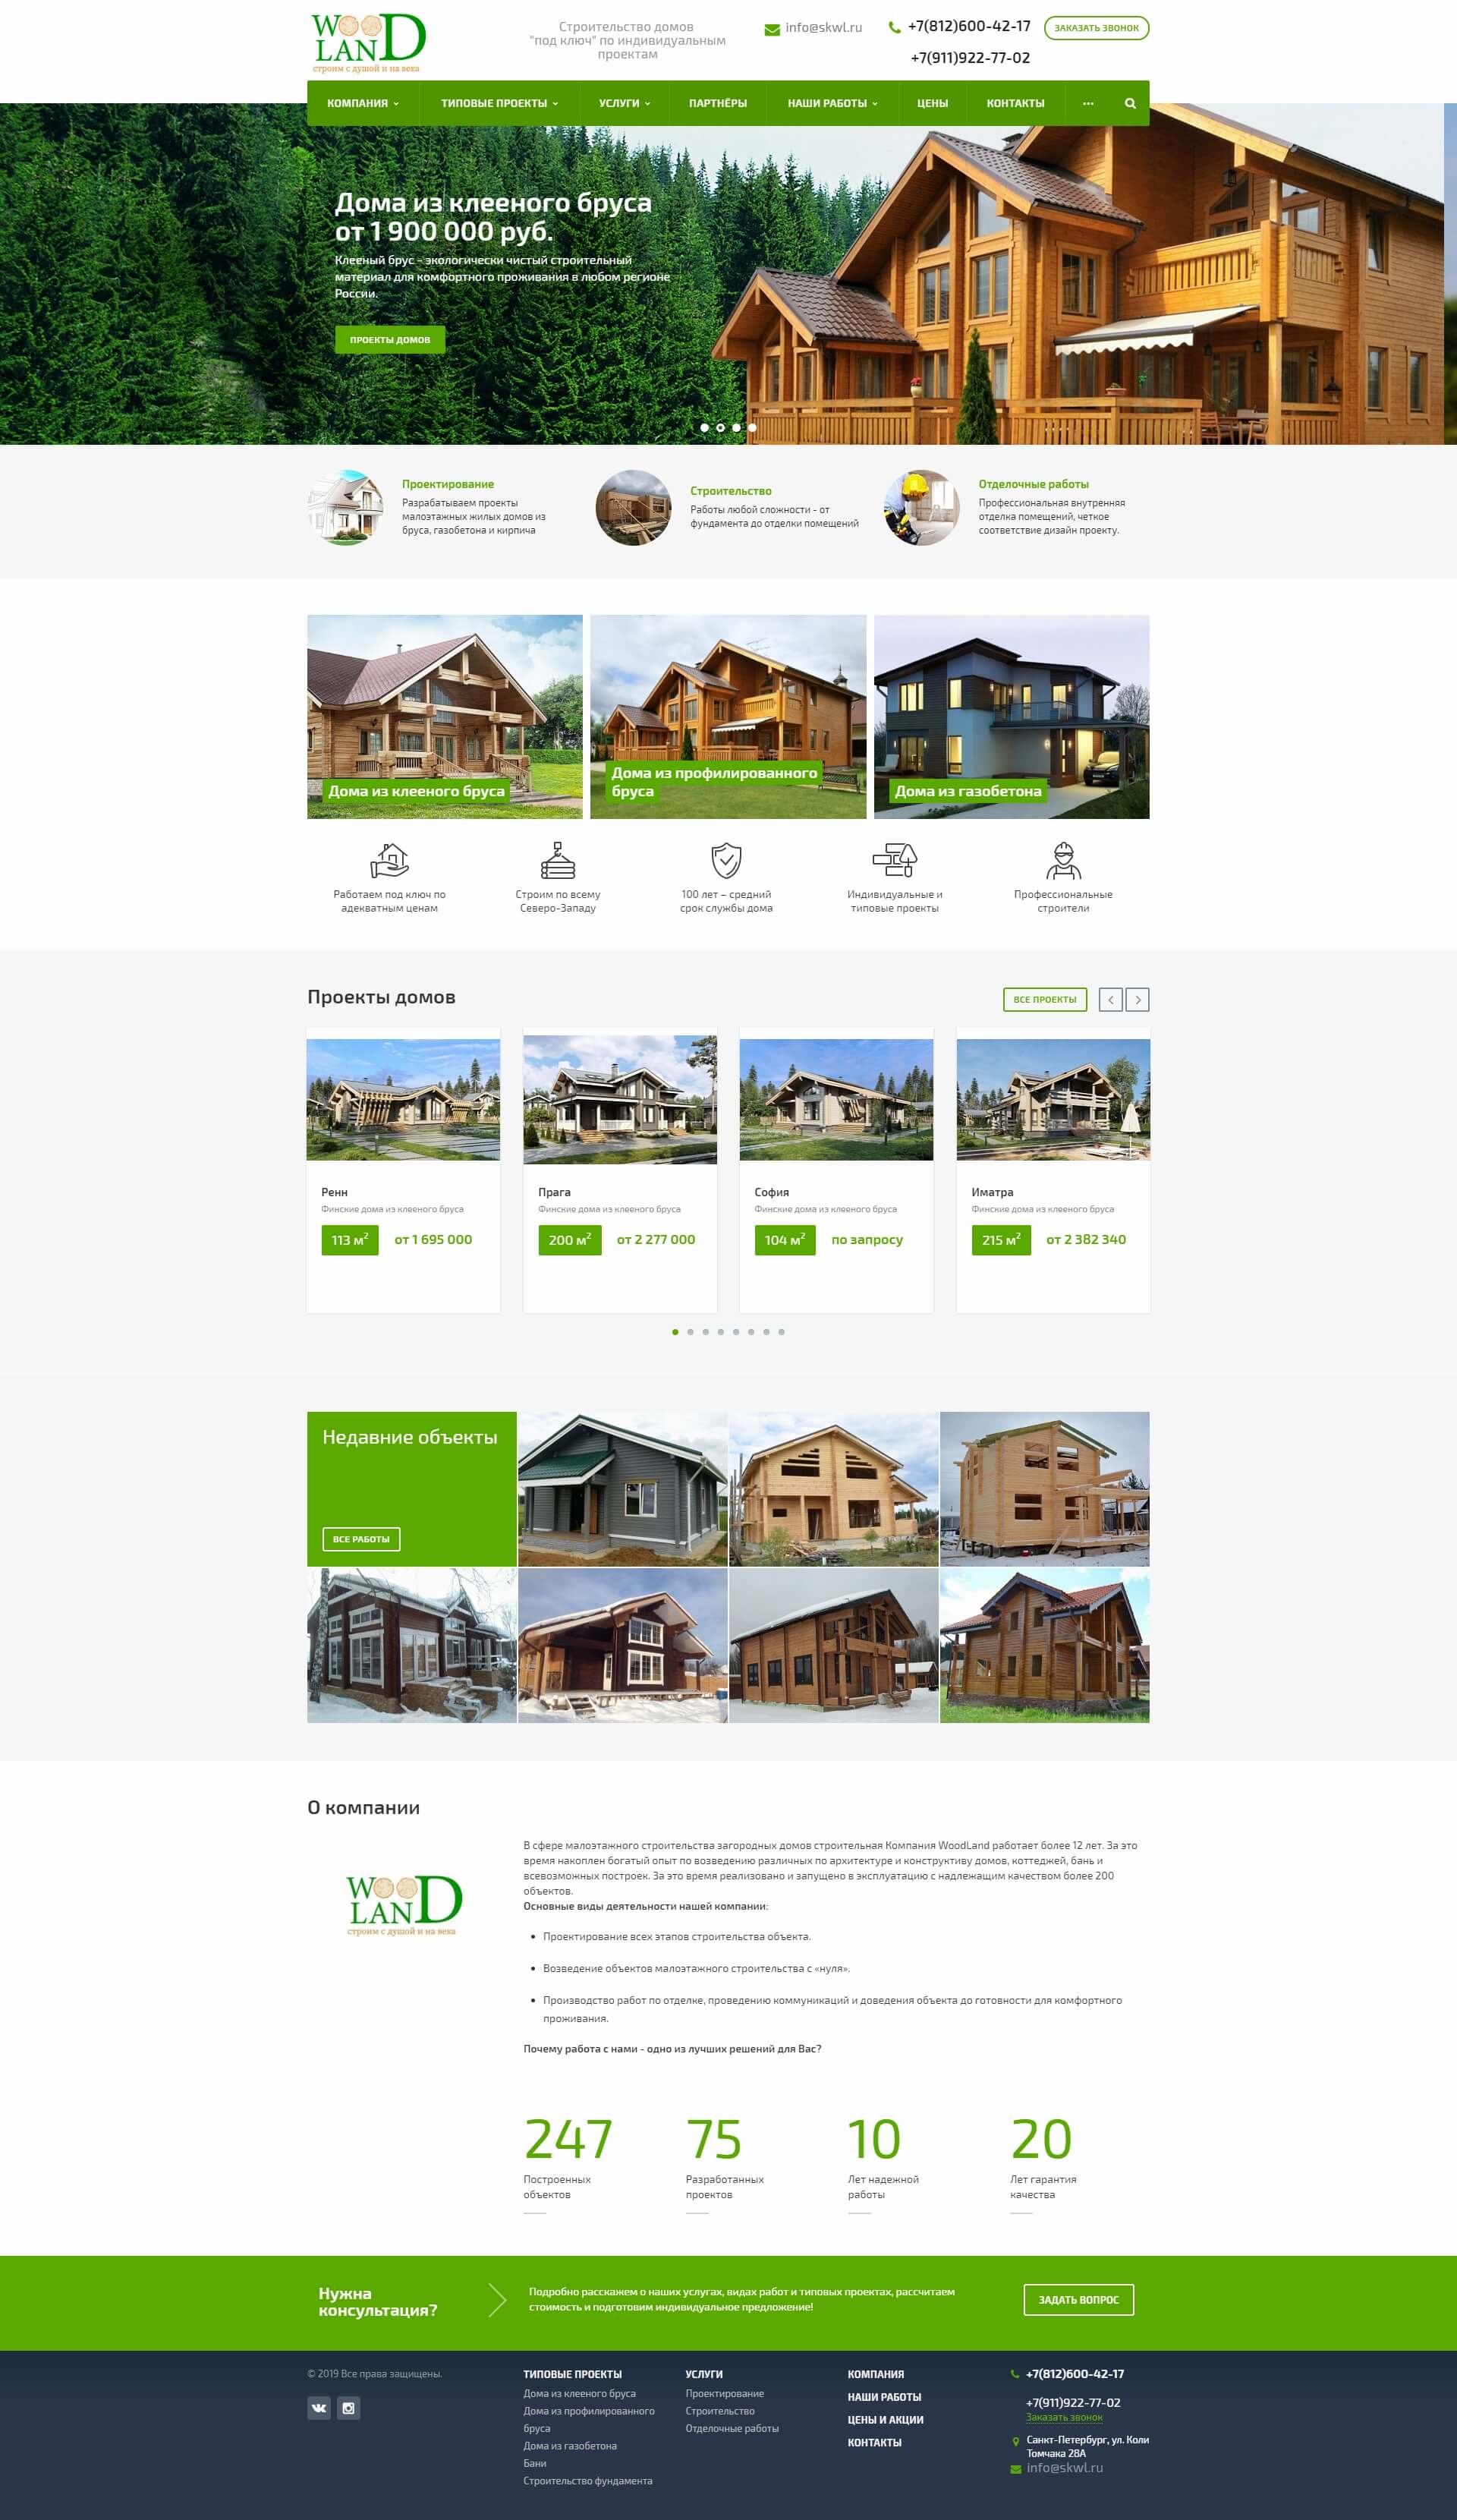 WOOD
LAND
строим с душой и на века
Строительство домов
"под ключ" по индивидуальным
проектам
info@skwl.ru
+7(812)600-42-17
+7(911)922-77-02
ЗАКАЗАТЬ ЗВОНОК
КОМПАНИЯ
ТИПОВЫЕ ПРОЕКТЫ
УСЛУГИ
ПАРТНЁРЫ
НАШИ РАБОТЫ
ЦЕНЫ
КОНТАКТЫ
Дома из клееного бруса
от 1 900 000 руб.
Клееный брус - экологически чистый строительный
материал для комфортного проживания в любом регионе
России.
ПРОЕКТЫ ДОМОВ
Проектирование
Разрабатываем проекты
малоэтажных жилых домов из
бруса, газобетона и кирпича
Строительство
Работы любой сложности - от
фундамента до отделки помещений
Отделочные работы
Профессиональная внутренняя
отделка помещений, четкое
соответствие дизайн проекту.
Дома из клееного бруса
Дома из профилированного
бруса
Дома из газобетона
Работаем под ключ по
адекватным ценам
Строим по всему
Северо-Западу
100 лет – средний
срок службы дома
Индивидуальные и
типовые проекты
Профессиональные
строители
Проекты домов
ВСЕ ПРОЕКТЫ
Ренн
Финские дома из клееного бруса
113 м²
от 1 695 000
Прага
Финские дома из клееного бруса
200 м²
от 2 277 000
София
Финские дома из клееного бруса
104 м²
по запросу
Иматра
Финские дома из клееного бруса
215 м²
от 2 382 340
Недавние объекты
ВСЕ РАБОТЫ
О компании
WOOD
LAND
строим с душой и на века
В сфере малоэтажного строительства загородных домов строительная Компания WoodLand работает более 12 лет. За это
время накоплен богатый опыт по возведению различных по архитектуре и конструктиву домов, коттеджей, бань и
всевозможных построек. За это время реализовано и запущено в эксплуатацию с надлежащим качеством более 200
объектов.
Основные виды деятельности нашей компании:
Проектирование всех этапов строительства объекта.
Возведение объектов малоэтажного строительства с «нуля».
Производство работ по отделке, проведению коммуникаций и доведения объекта до готовности для комфортного
проживания.
Почему работа с нами - одно из лучших решений для Вас?
247
Построенных
объектов
75
Разработанных
проектов
10
Лет надежной
работы
20
Лет гарантия
качества
Нужна
консультация?
Подробно расскажем о наших услугах, видах работ и типовых проектах, рассчитаем
стоимость и подготовим индивидуальное предложение!
ЗАДАТЬ ВОПРОС
© 2019 Все права защищены.
ТИПОВЫЕ ПРОЕКТЫ
Дома из клееного бруса
Дома из профилированного
бруса
Дома из газобетона
Бани
Строительство фундамента
УСЛУГИ
Проектирование
Строительство
Отделочные работы
КОМПАНИЯ
НАШИ РАБОТЫ
ЦЕНЫ И АКЦИИ
КОНТАКТЫ
+7(812)600-42-17
+7(911)922-77-02
Заказать звонок
Санкт-Петербург, ул. Коли
Томчака 28А
info@skwl.ru